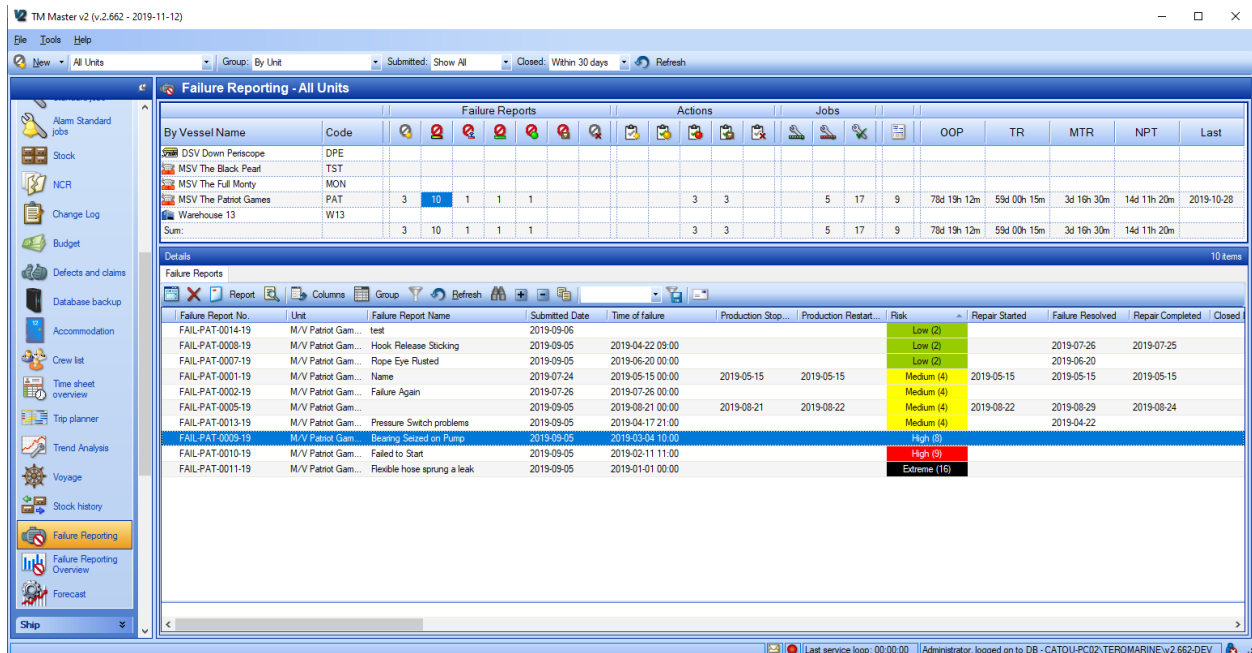 TM Master v2 (v.2.662 - 2019-11-12)
File Tools Help
New All Units Group: By Unit Submitted: Show All Closed: Within 30 days Refresh
Alarm Standard jobs
Stock
NCR
Change Log
Budget
Defects and claims
Database backup
Accommodation
Crew list
Time sheet overview
Trip planner
Trend Analysis
Voyage
Stock history
Failure Reporting
Failure Reporting Overview
Forecast
Ship
Failure Reporting - All Units
Failure Reports Actions Jobs
By Vessel Name Code OOP TR MTR NPT Last
DSV Down Periscope DPE
MSV The Black Pearl TST
MSV The Full Monty MON
MSV The Patriot Games PAT 3 10 1 1 1 3 3 5 17 9 78d 19h 12m 59d 00h 15m 3d 16h 30m 14d 11h 20m 2019-10-28
Warehouse 13 W13
Sum: 3 10 1 1 1 3 3 5 17 9 78d 19h 12m 59d 00h 15m 3d 16h 30m 14d 11h 20m
Details 10 items
Failure Reports
Report Columns Group Refresh
Failure Report No. Unit Failure Report Name Submitted Date Time of failure Production Stop... Production Restart... Risk Repair Started Failure Resolved Repair Completed Closed
FAIL-PAT-0014-19 M/V Patriot Gam... test 2019-09-06 Low (2)
FAIL-PAT-0008-19 M/V Patriot Gam... Hook Release Sticking 2019-09-05 2019-04-22 09:00 Low (2) 2019-07-26 2019-07-25
FAIL-PAT-0007-19 M/V Patriot Gam... Rope Eye Rusted 2019-09-05 2019-06-20 00:00 Low (2) 2019-06-20
FAIL-PAT-0001-19 M/V Patriot Gam... Name 2019-07-24 2019-05-15 00:00 2019-05-15 2019-05-15 Medium (4) 2019-05-15 2019-05-15 2019-05-15
FAIL-PAT-0002-19 M/V Patriot Gam... Failure Again 2019-07-26 2019-07-26 00:00 Medium (4)
FAIL-PAT-0005-19 M/V Patriot Gam... 2019-09-05 2019-08-21 00:00 2019-08-21 2019-08-22 Medium (4) 2019-08-22 2019-08-29 2019-08-24
FAIL-PAT-0013-19 M/V Patriot Gam... Pressure Switch problems 2019-09-05 2019-04-17 21:00 Medium (4) 2019-04-22
FAIL-PAT-0009-19 M/V Patriot Gam... Bearing Seized on Pump 2019-09-05 2019-03-04 10:00 High (8)
FAIL-PAT-0010-19 M/V Patriot Gam... Failed to Start 2019-09-05 2019-02-11 11:00 High (9)
FAIL-PAT-0011-19 M/V Patriot Gam... Flexible hose sprung a leak 2019-09-05 2019-01-01 00:00 Extreme (16)
Last service loop: 00:00:00 Administrator, logged on to DB - CATOU-PC02\TEROMARINE\v2.662-DEV